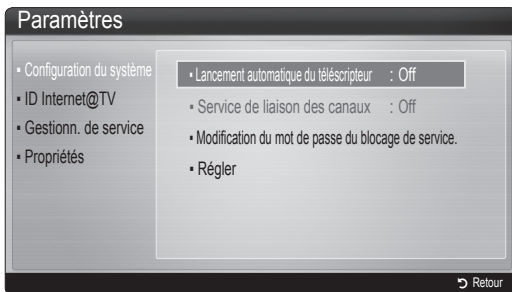 Paramètres
▪ Configuration du système
▪ ID Internet@TV
▪ Gestionn. de service
▪ Propriétés
▪ Lancement automatique du téléscripteur : Off
▪ Service de liaison des canaux : Off
▪ Modification du mot de passe du blocage de service.
▪ Régler
Retour